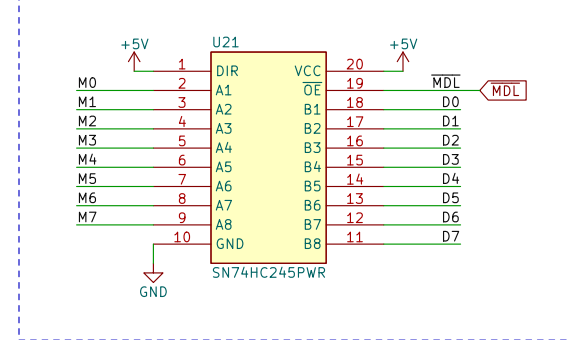 U21
+5V
+5V
1 DIR VCC 20
M0 2 A1 OE 19 MDL MDL
M1 3 A2 B1 18 D0
M2 4 A3 B2 17 D1
M3 5 A4 B3 16 D2
M4 6 A5 B4 15 D3
M5 7 A6 B5 14 D4
M6 8 A7 B6 13 D5
M7 9 A8 B7 12 D6
10 GND B8 11 D7
SN74HC245PWR
GND